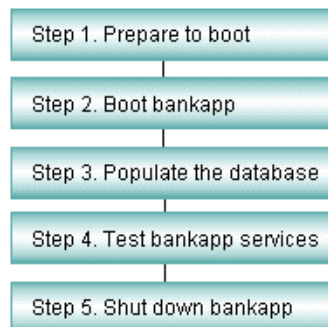 Step 1. Prepare to boot
Step 2. Boot bankapp
Step 3. Populate the database
Step 4. Test bankapp services
Step 5. Shut down bankapp